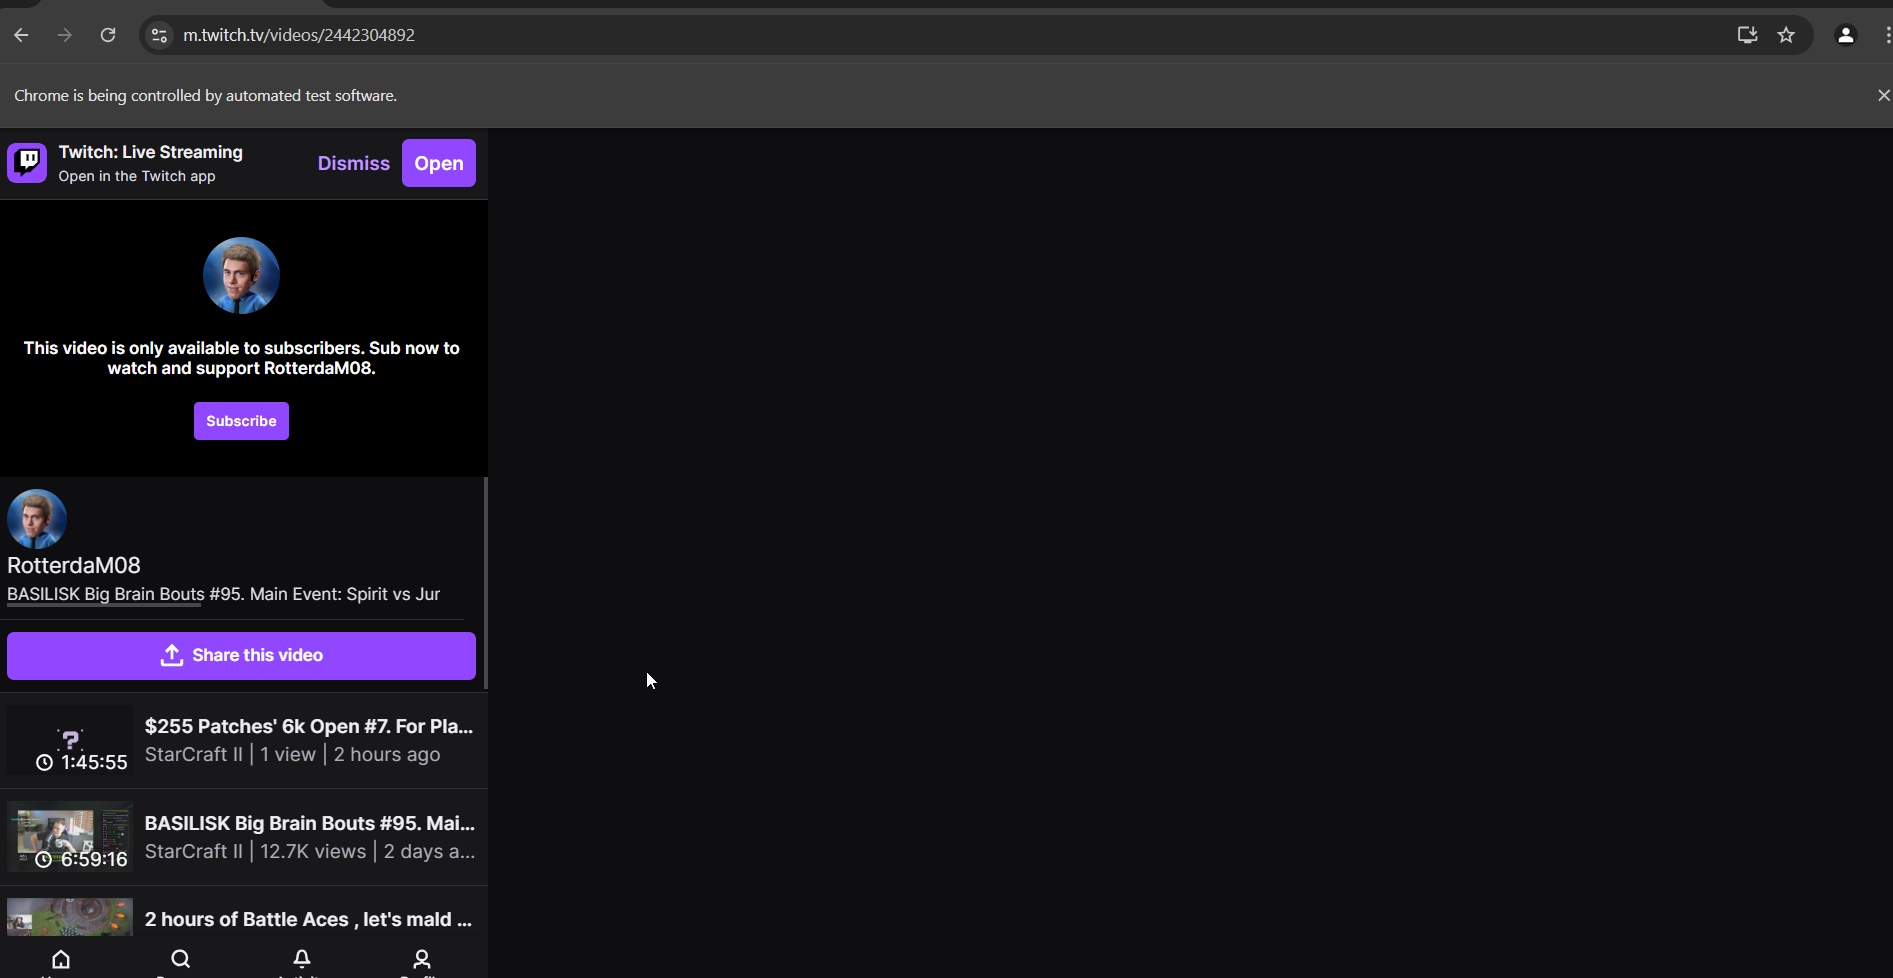 m.twitch.tv/videos/2442304892
Chrome is being controlled by automated test software.
Twitch: Live Streaming
Open in the Twitch app
Dismiss
Open
This video is only available to subscribers. Sub now to
watch and support RotterdaM08.
Subscribe
RotterdaM08
BASILISK Big Brain Bouts #95. Main Event: Spirit vs Jur
Share this video
$255 Patches' 6k Open #7. For Pla...
StarCraft II | 1 view | 2 hours ago
1:45:55
BASILISK Big Brain Bouts #95. Mai...
StarCraft II | 12.7K views | 2 days a...
6:59:16
2 hours of Battle Aces , let's mald ...